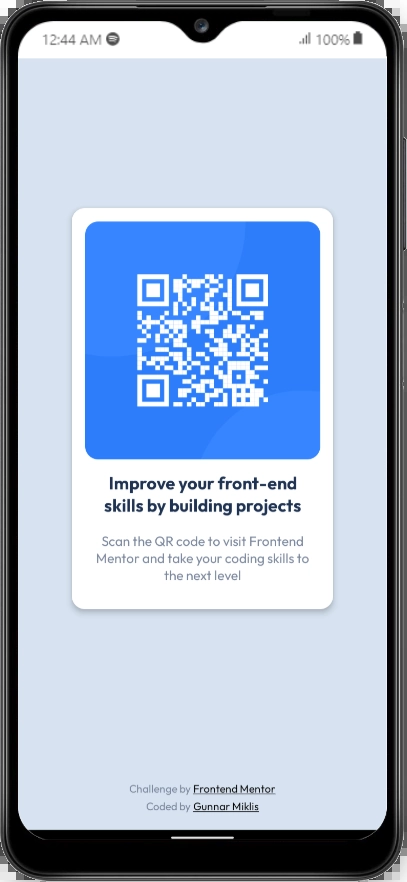 12:44 AM
100%
Improve your front-end
skills by building projects
Scan the QR code to visit Frontend
Mentor and take your coding skills to
the next level
Challenge by Frontend Mentor
Coded by Gunnar Miklis